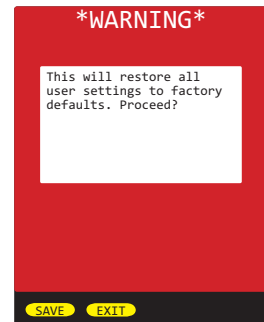 *WARNING*
This will restore all
user settings to factory
defaults. Proceed?
SAVE EXIT